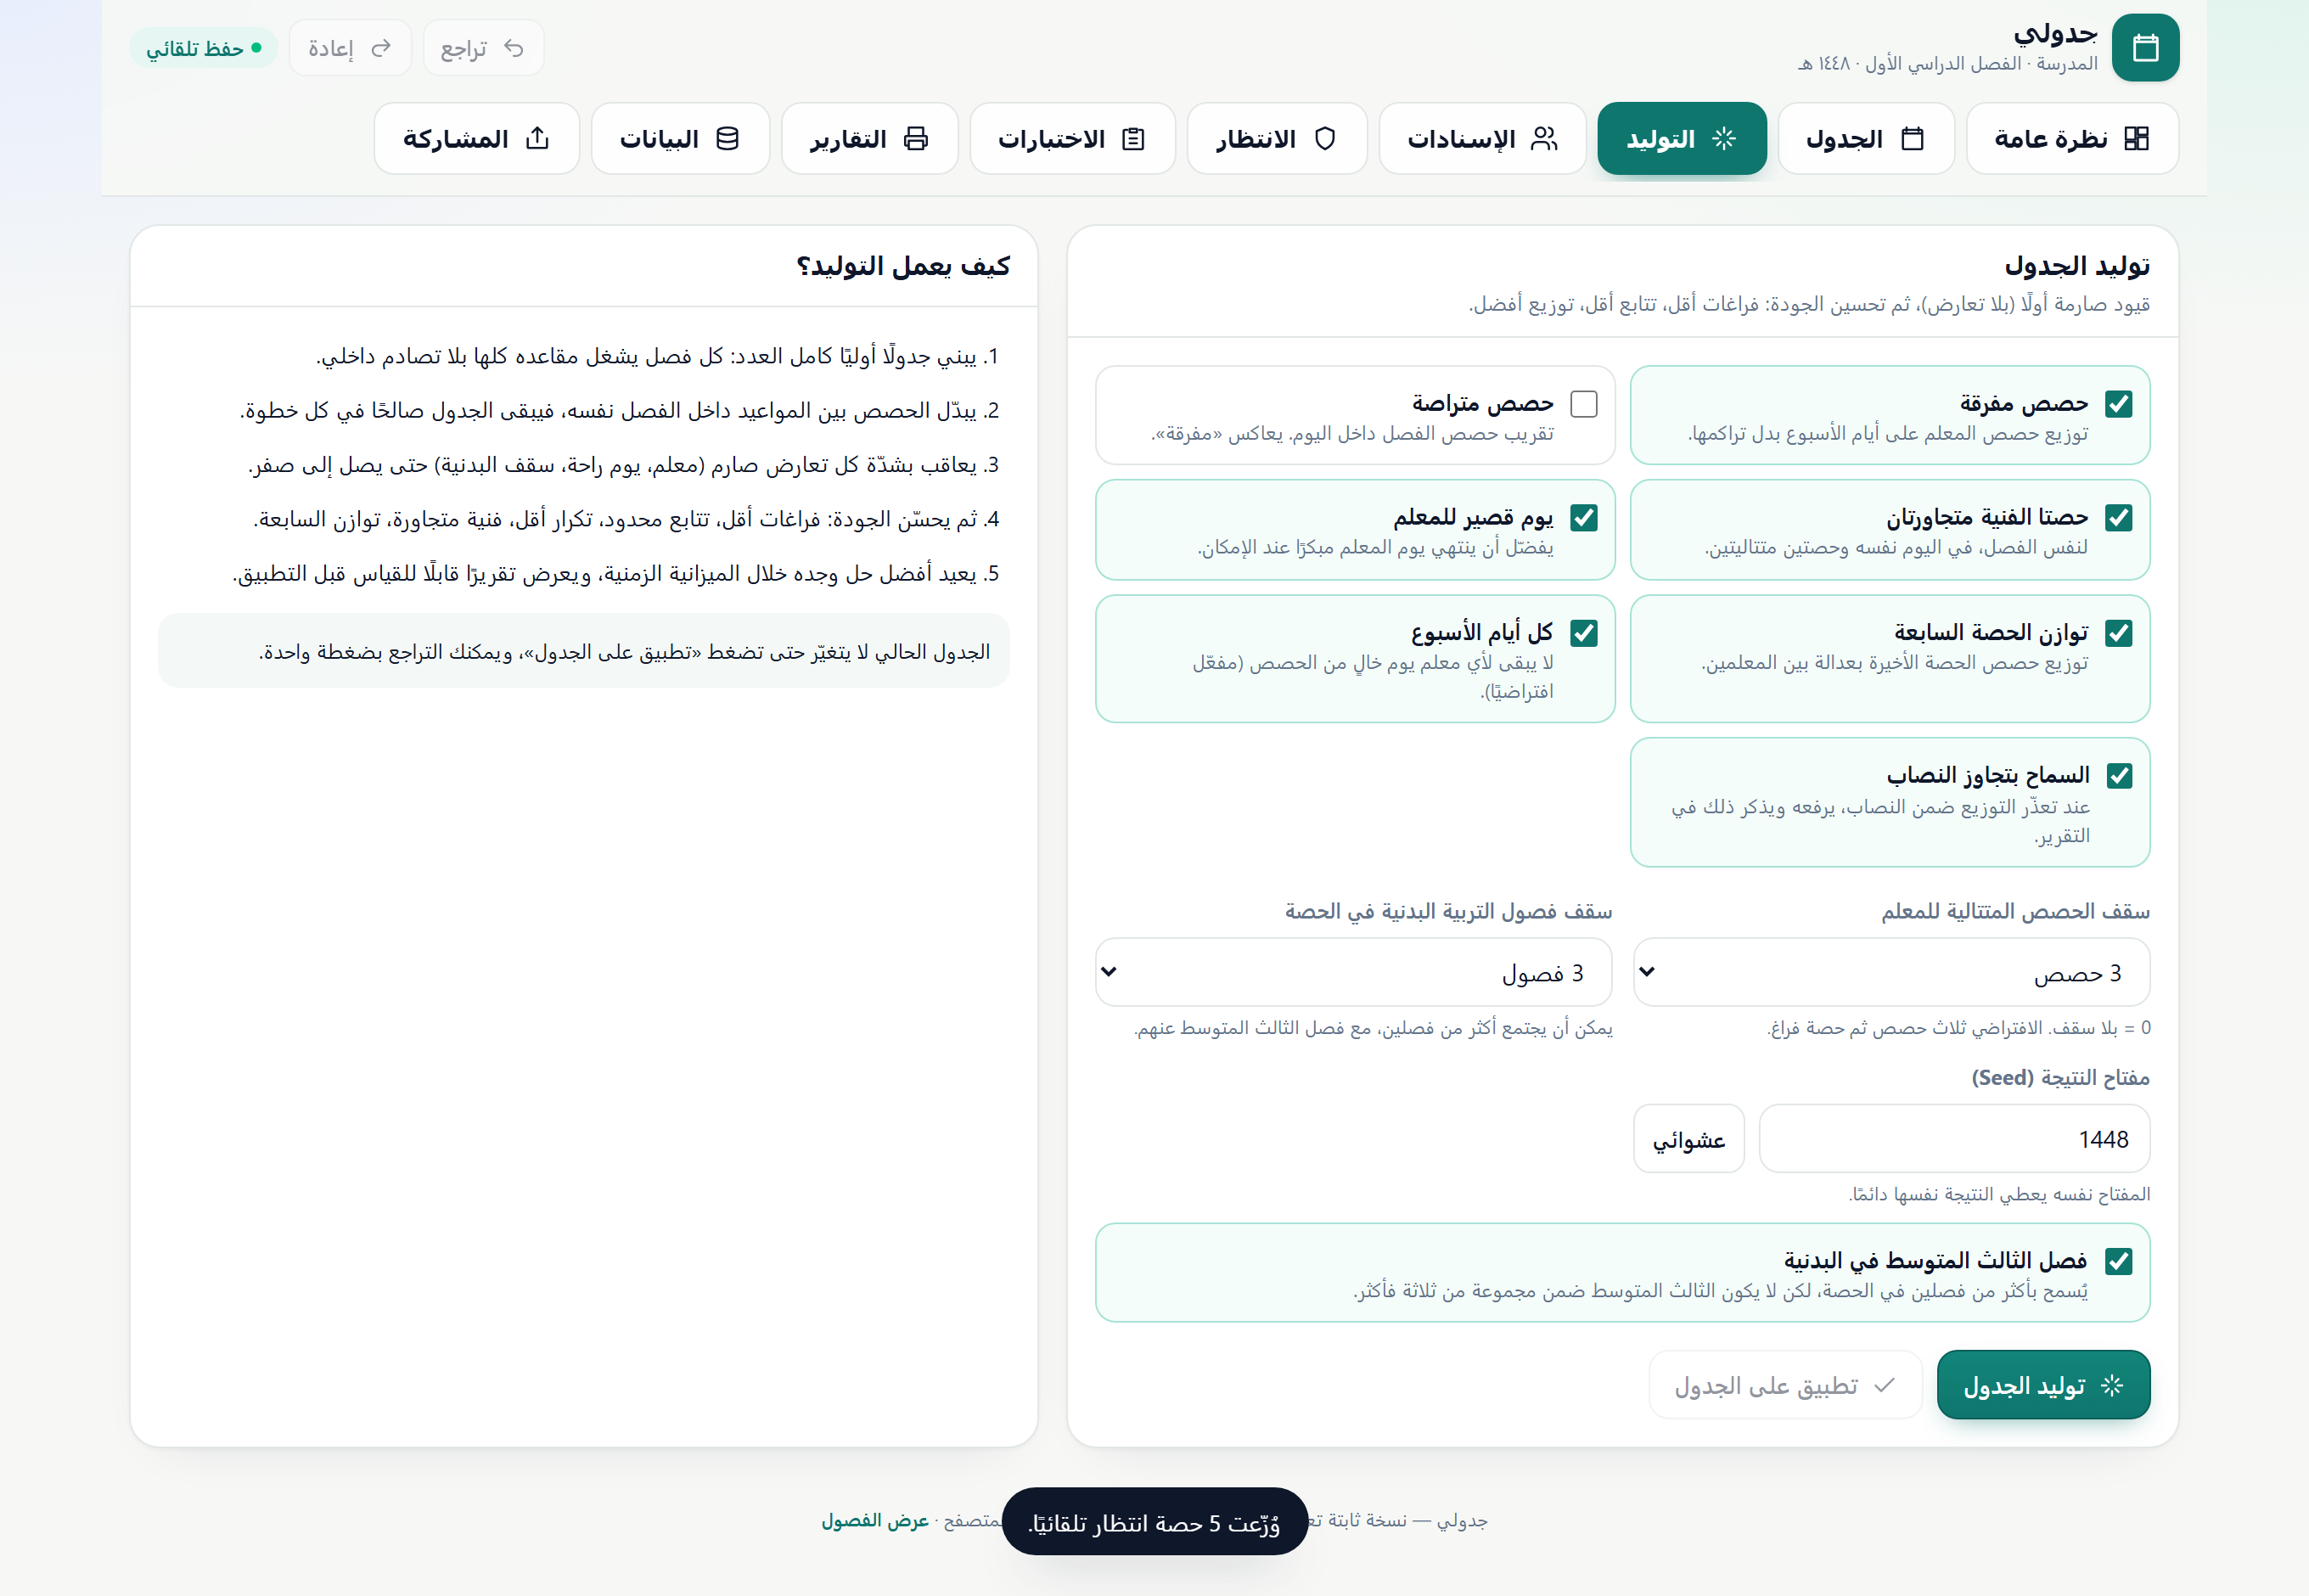 جدولي
المدرسة · الفصل الدراسي الأول · ١٤٤٨ هـ
تراجع
إعادة
حفظ تلقائي
نظرة عامة
الجدول
التوليد
الإسنادات
الانتظار
الاختبارات
التقارير
البيانات
المشاركة
توليد الجدول
قيود صارمة أولًا (بلا تعارض)، ثم تحسين الجودة: فراغات أقل، تتابع أقل، توزيع أفضل.
حصص مفرقة
توزيع حصص المعلم على أيام الأسبوع بدل تراكمها.
حصص متراصة
تقريب حصص الفصل داخل اليوم. يعاكس «مفرقة».
حصتا الفنية متجاورتان
لنفس الفصل، في اليوم نفسه وحصتين متتاليتين.
يوم قصير للمعلم
يفضّل أن ينتهي يوم المعلم مبكرًا عند الإمكان.
توازن الحصة السابعة
توزيع حصص الحصة الأخيرة بعدالة بين المعلمين.
كل أيام الأسبوع
لا يبقى لأي معلم يوم خالٍ من الحصص (مفعّل
افتراضيًا).
السماح بتجاوز النصاب
عند تعذّر التوزيع ضمن النصاب، يرفعه ويذكر ذلك في
التقرير.
سقف الحصص المتتالية للمعلم
3 حصص
0 = بلا سقف. الافتراضي ثلاث حصص ثم حصة فراغ.
سقف فصول التربية البدنية في الحصة
3 فصول
يمكن أن يجتمع أكثر من فصلين، مع فصل الثالث المتوسط عنهم.
مفتاح النتيجة (Seed)
1448
عشوائي
المفتاح نفسه يعطي النتيجة نفسها دائمًا.
فصل الثالث المتوسط في البدنية
يُسمح بأكثر من فصلين في الحصة، لكن لا يكون الثالث المتوسط ضمن مجموعة من ثلاثة فأكثر.
توليد الجدول
تطبيق على الجدول
كيف يعمل التوليد؟
1. يبني جدولًا أوليًا كامل العدد: كل فصل يشغل مقاعده كلها بلا تصادم داخلي.
2. يبدّل الحصص بين المواعيد داخل الفصل نفسه، فيبقى الجدول صالحًا في كل خطوة.
3. يعاقب بشدّة كل تعارض صارم (معلم، يوم راحة، سقف البدنية) حتى يصل إلى صفر.
4. ثم يحسّن الجودة: فراغات أقل، تتابع محدود، تكرار أقل، فنية متجاورة، توازن السابعة.
5. يعيد أفضل حل وجده خلال الميزانية الزمنية، ويعرض تقريرًا قابلًا للقياس قبل التطبيق.
الجدول الحالي لا يتغيّر حتى تضغط «تطبيق على الجدول»، ويمكنك التراجع بضغطة واحدة.
جدولي — نسخة ثابتة
· عرض الفصول
وُزّعت 5 حصة انتظار تلقائيًا.